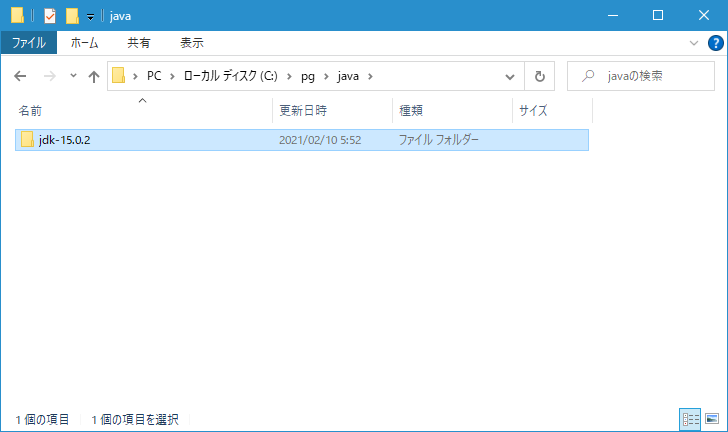 java
ファイル ホーム 共有 表示
PC ローカル ディスク (C:) pg java javaの検索
名前 更新日時 種類 サイズ
jdk-15.0.2 2021/02/10 5:52 ファイル フォルダー
1 個の項目 1 個の項目を選択